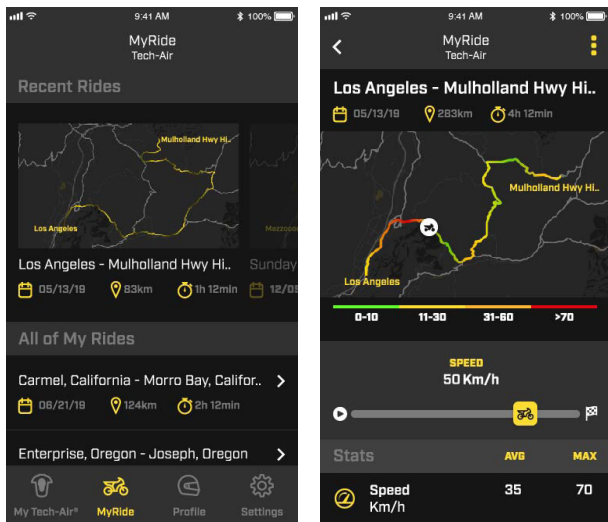 9:41 AM
100%
MyRide
Tech-Air
Recent Rides
Mulholland Hwy Hi..
Los Angeles
Los Angeles - Mulholland Hwy Hi..
05/13/19
83km
1h 12min
Sunday
All of My Rides
Carmel, California - Morro Bay, Califor..
06/21/19
124km
2h 12min
Enterprise, Oregon - Joseph, Oregon
My Tech-Air®
MyRide
Profile
Settings
9:41 AM
100%
MyRide
Tech-Air
Los Angeles - Mulholland Hwy Hi..
05/13/19
283km
4h 12min
Mulholland Hwy Hi..
Los Angeles
0-10
11-30
31-60
>70
SPEED
50 Km/h
Stats
AVG
MAX
Speed
35
70
Km/h